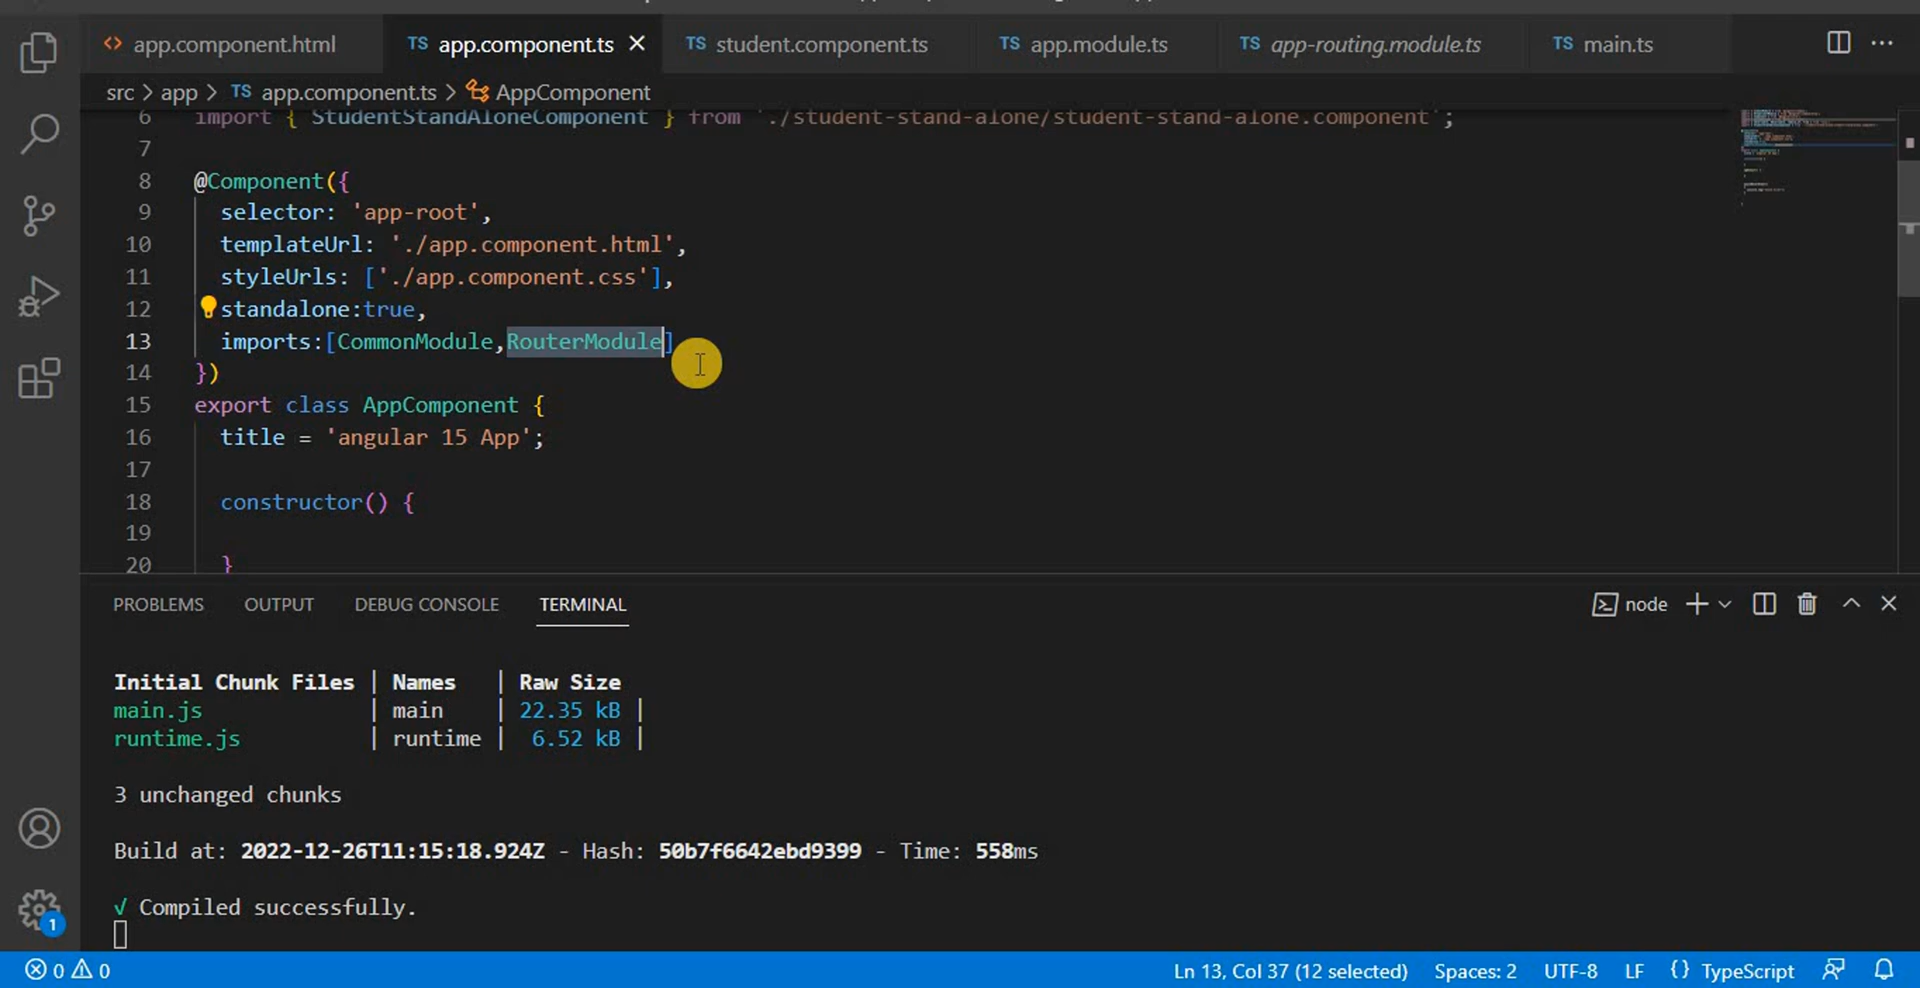 app.component.html
TS app.component.ts
TS student.component.ts
TS app.module.ts
TS app-routing.module.ts
TS main.ts
src > app > TS app.component.ts > AppComponent
6 import { StudentStandAloneComponent } from './student-stand-alone/student-stand-alone.component';
7
8 @Component({
9 selector: 'app-root',
10 templateUrl: './app.component.html',
11 styleUrls: ['./app.component.css'],
12 standalone:true,
13 imports:[CommonModule,RouterModule]
14 })
15 export class AppComponent {
16 title = 'angular 15 App';
17
18 constructor() {
19
20 }
PROBLEMS OUTPUT DEBUG CONSOLE TERMINAL
node
Initial Chunk Files | Names | Raw Size
main.js | main | 22.35 kB |
runtime.js | runtime | 6.52 kB |
3 unchanged chunks
Build at: 2022-12-26T11:15:18.924Z - Hash: 50b7f6642ebd9399 - Time: 558ms
√ Compiled successfully.
1
0 0 Ln 13, Col 37 (12 selected) Spaces: 2 UTF-8 LF {} TypeScript